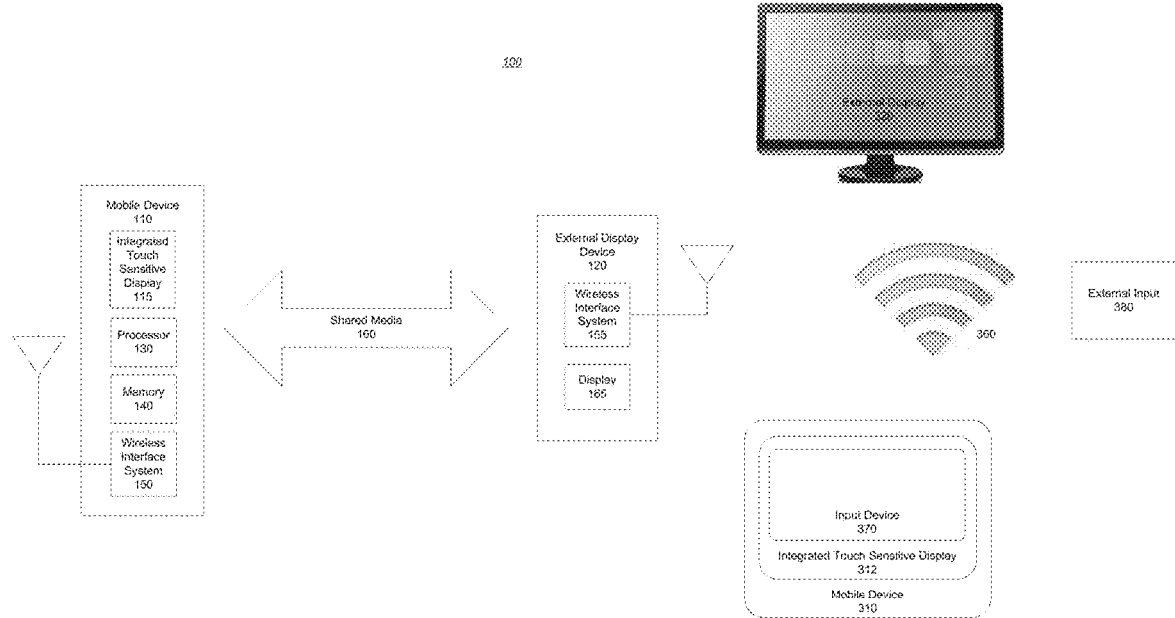 100
External Display
Mobile Device
110
Integrated
Touch
Sensitive
Display
115
Processor
130
Memory
140
Wireless
Interface
System
150
Shared Media
160
External Display
Device
120
Wireless
Interface
System
155
Display
165
360
External Input
380
Input Device
370
Integrated Touch Sensitive Display
312
Mobile Device
310